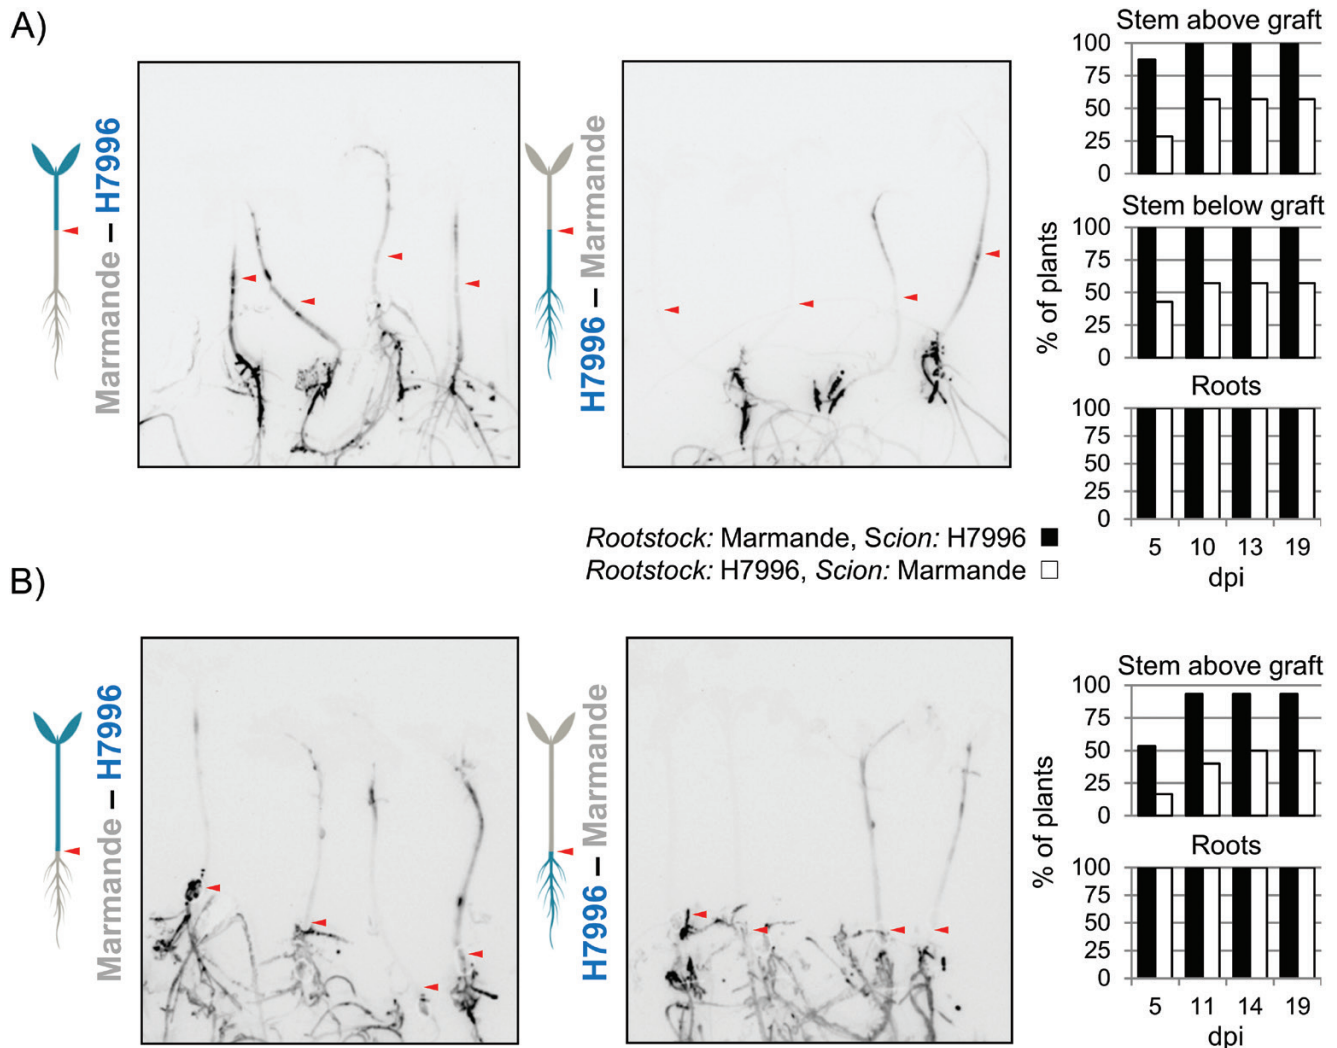 A)
Marmande – H7996
H7996 – Marmande
Stem above graft
100
75
50
25
0
Stem below graft
100
75
50
25
0
% of plants
Roots
100
75
50
25
0
5 10 13 19
dpi
Rootstock: Marmande, Scion: H7996
Rootstock: H7996, Scion: Marmande
B)
Marmande – H7996
H7996 – Marmande
Stem above graft
100
75
50
25
0
% of plants
Roots
100
75
50
25
0
5 11 14 19
dpi